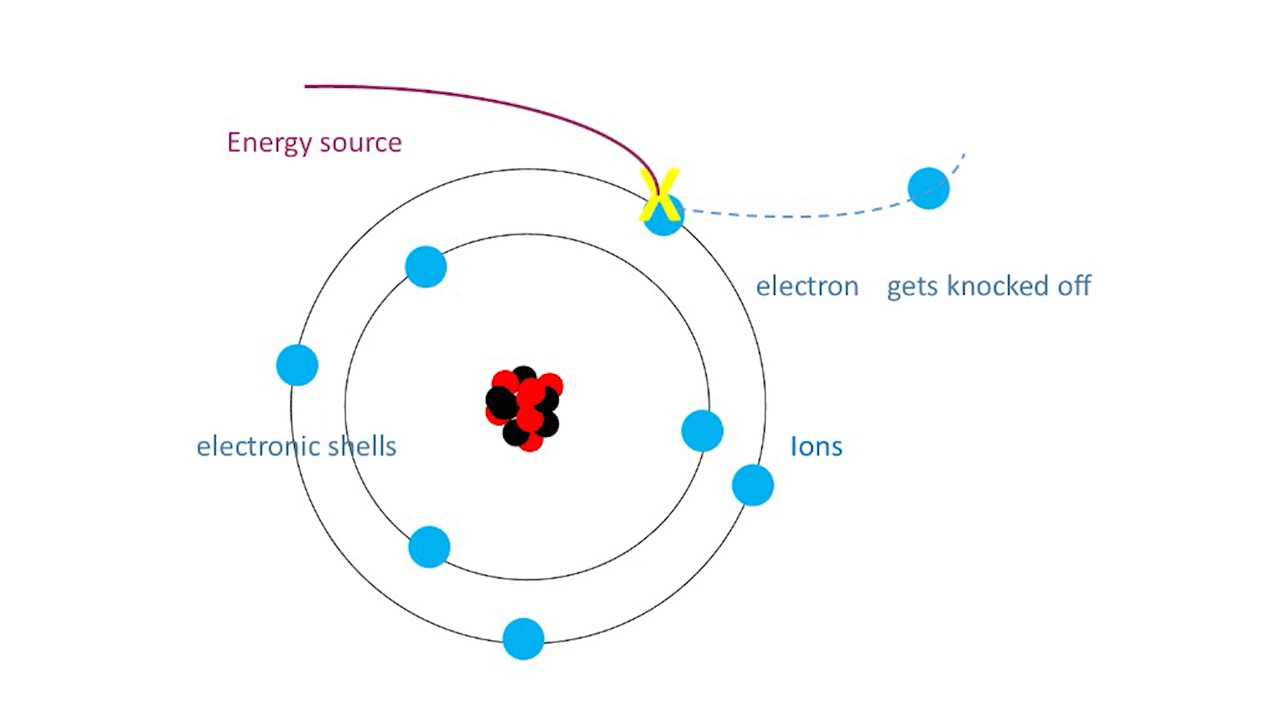 Energy source
electron gets knocked off
electronic shells
Ions